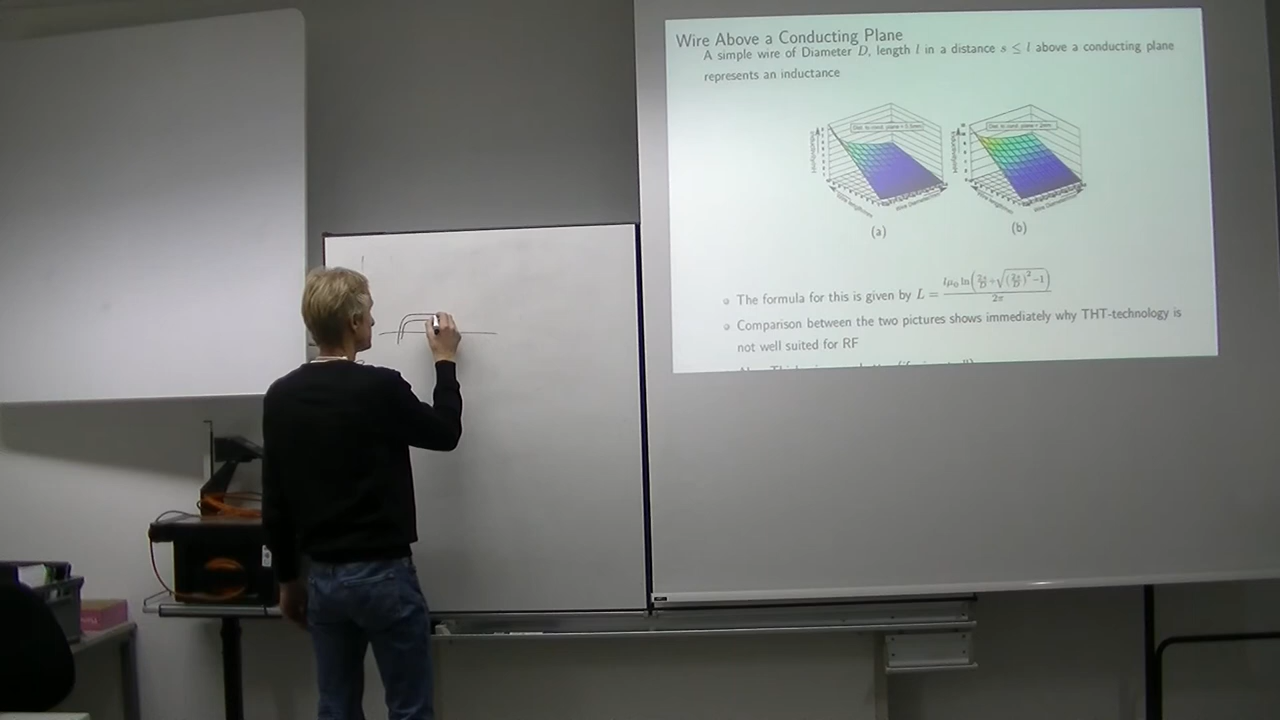 Wire Above a Conducting Plane
A simple wire of Diameter D, length l in a distance s ≤ l above a conducting plane
represents an inductance
(a)
(b)
The formula for this is given by L = lμ₀ ln(2s/D + √((2s/D)² − 1)) / 2π
Comparison between the two pictures shows immediately why THT-technology is
not well suited for RF